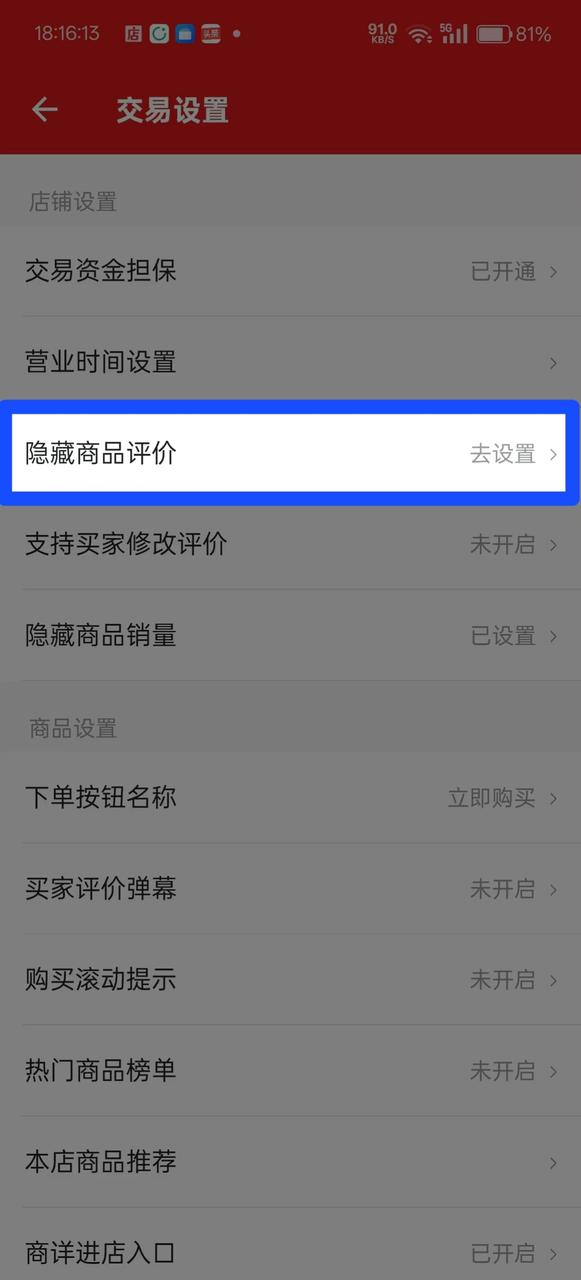 18:16:13 店 头条 91.0 KB/S 5G 81%
交易设置
店铺设置
交易资金担保 已开通
营业时间设置
隐藏商品评价 去设置
支持买家修改评价 未开启
隐藏商品销量 已设置
商品设置
下单按钮名称 立即购买
买家评价弹幕 未开启
购买滚动提示 未开启
热门商品榜单 未开启
本店商品推荐
商详进店入口 已开启